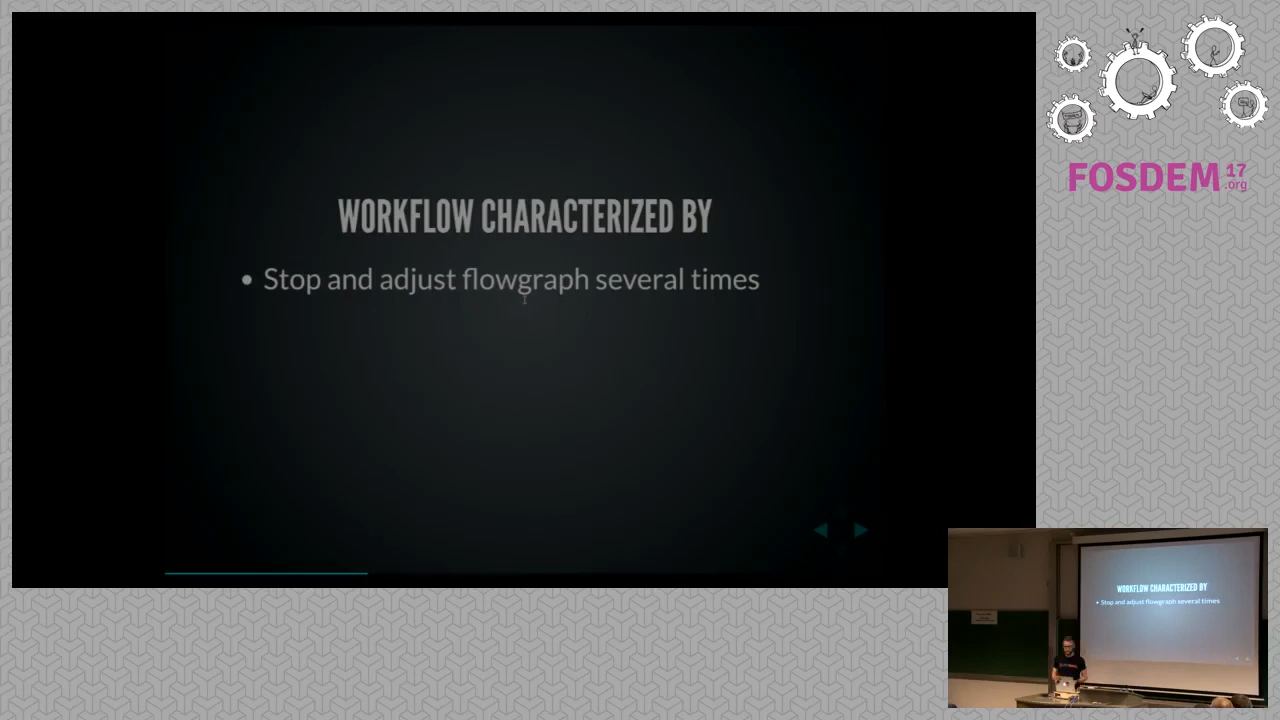 WORKFLOW CHARACTERIZED BY
• Stop and adjust flowgraph several times
FOSDEM 17
.org
WORKFLOW CHARACTERIZED BY
• Stop and adjust flowgraph several times